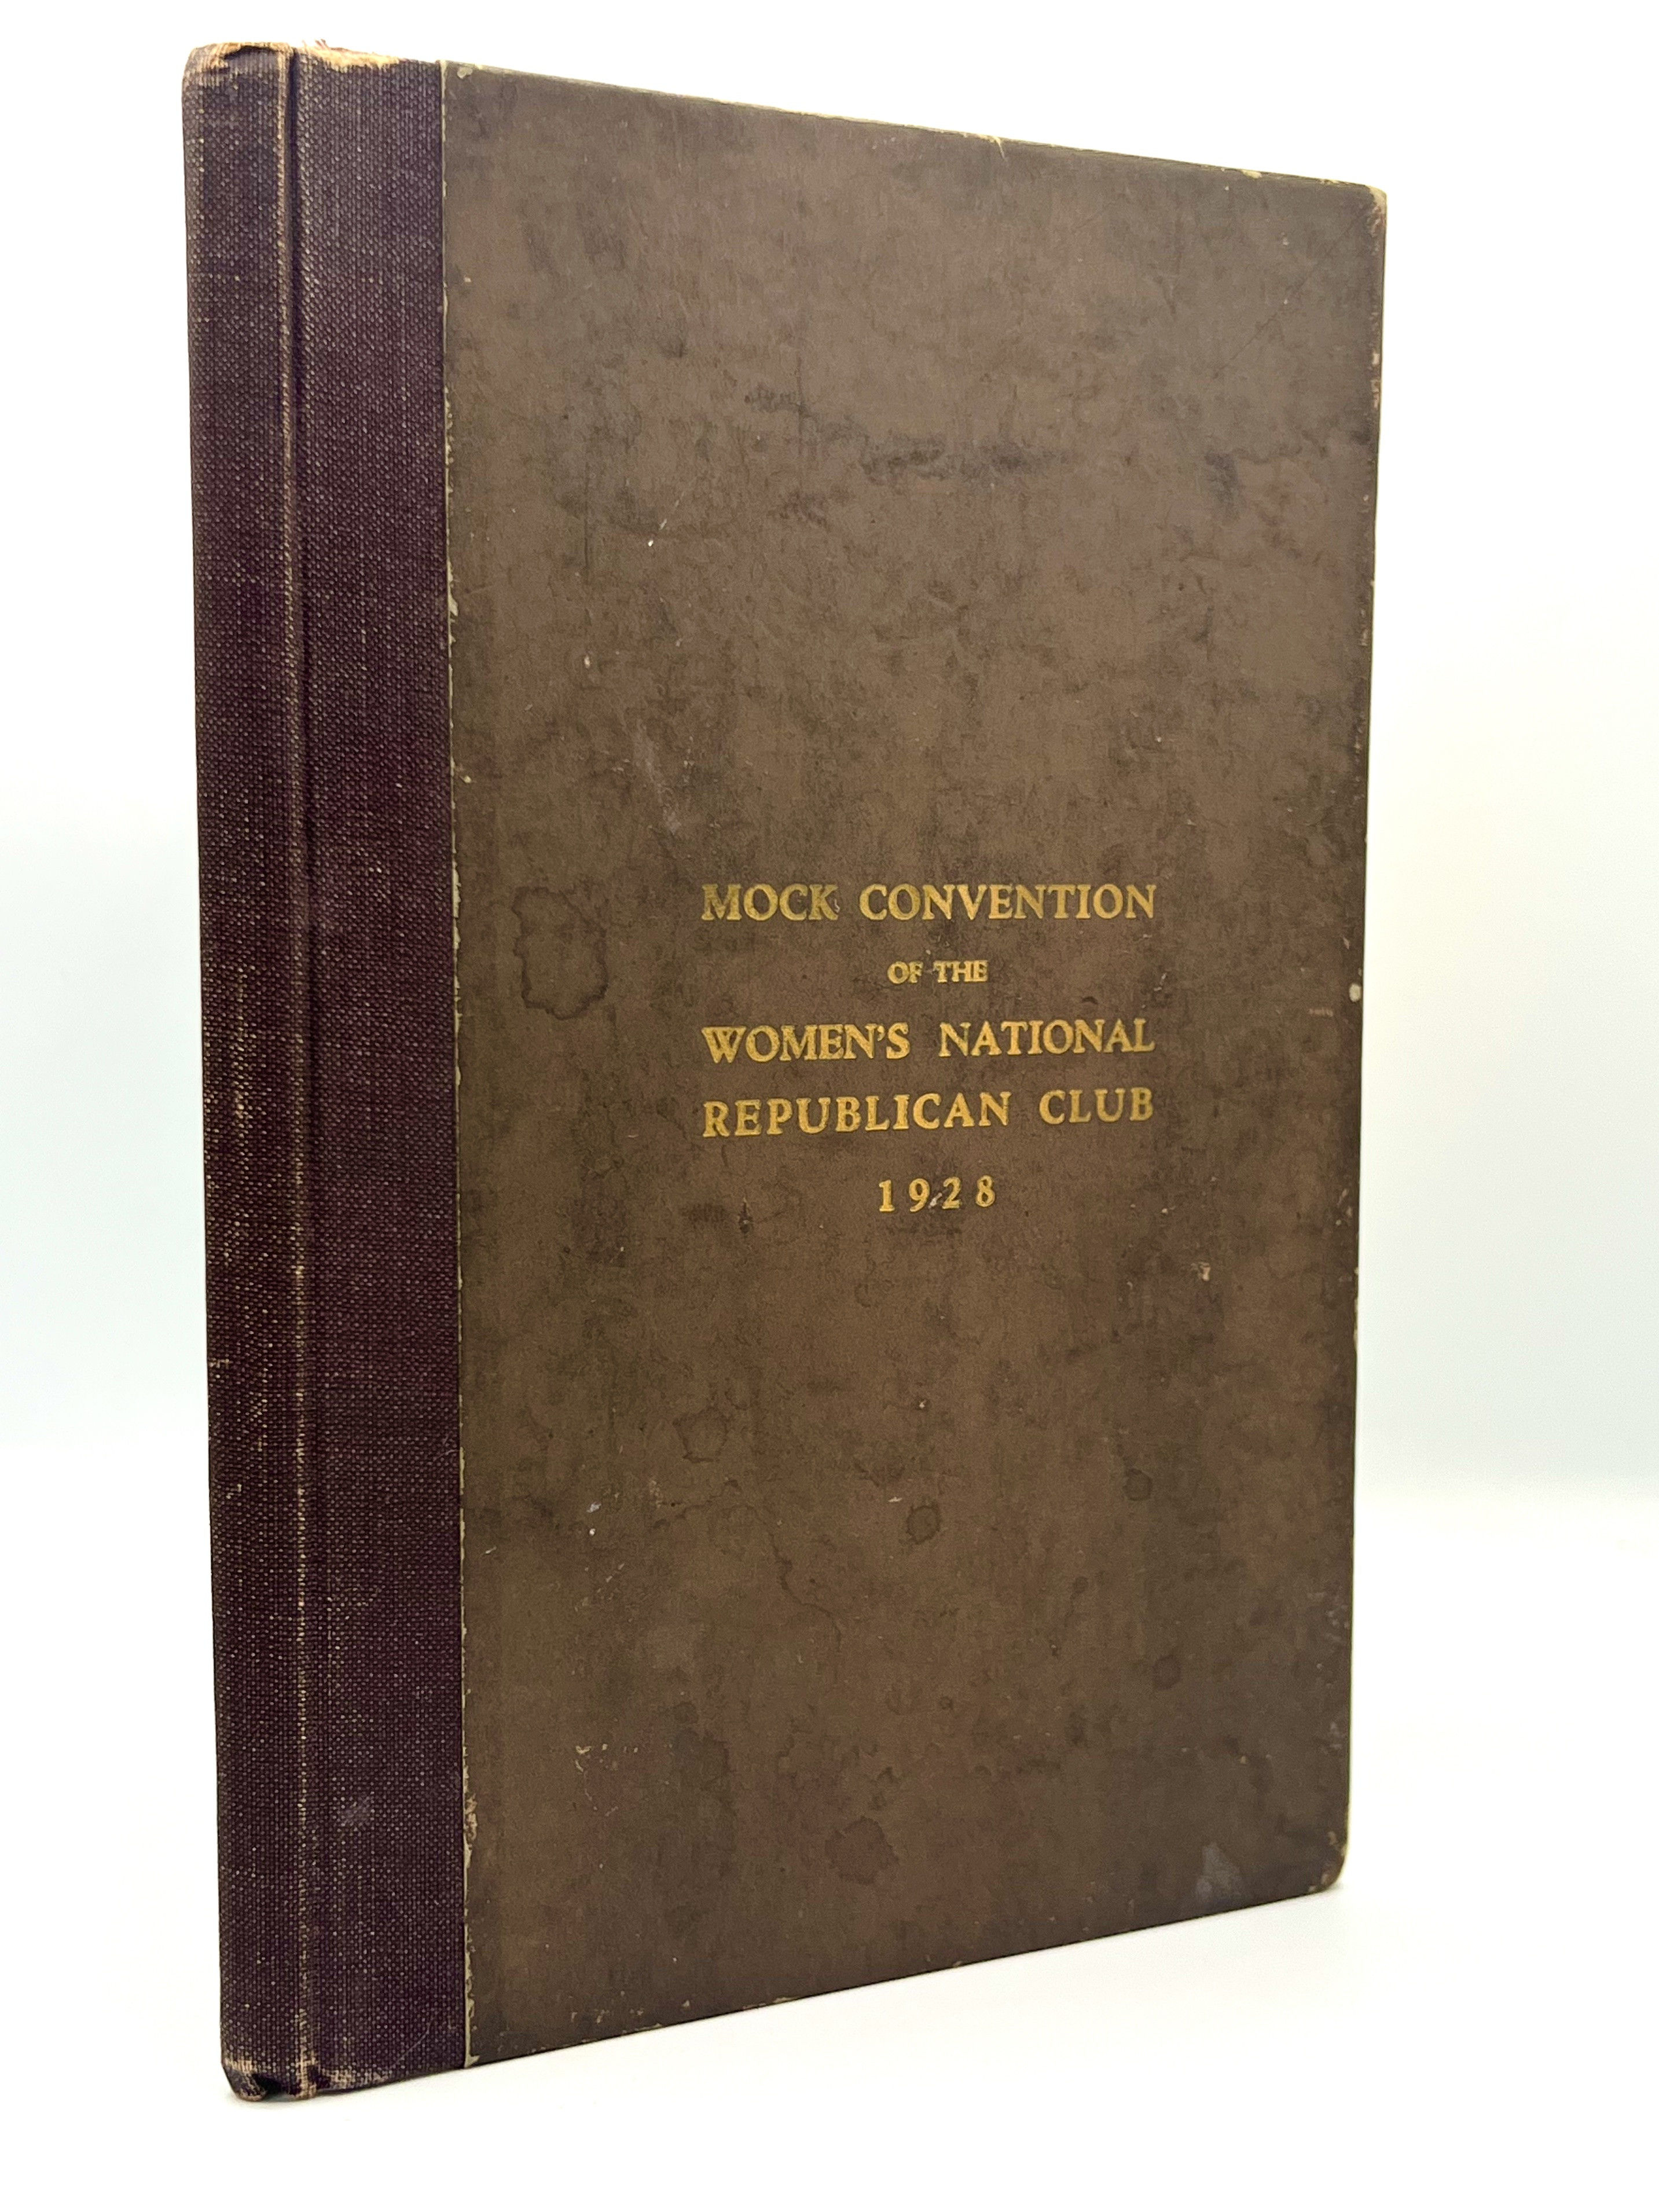 MOCK CONVENTION
OF THE
WOMEN'S NATIONAL
REPUBLICAN CLUB
1928